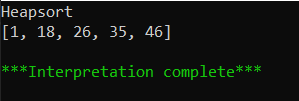 Heapsort
[1, 18, 26, 35, 46]
***Interpretation complete***